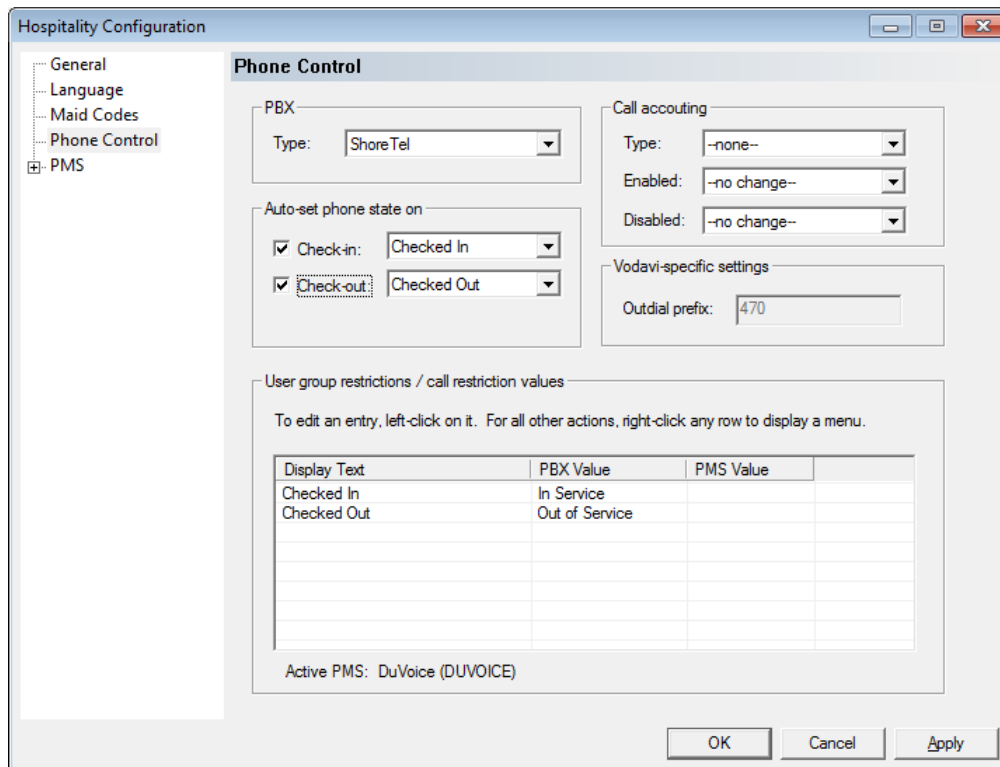 Hospitality Configuration
General
Language
Maid Codes
Phone Control
PMS
Phone Control
PBX
Type: ShoreTel
Auto-set phone state on
Check-in: Checked In
Check-out: Checked Out
Call accouting
Type: --none--
Enabled: --no change--
Disabled: --no change--
Vodavi-specific settings
Outdial prefix: 470
User group restrictions / call restriction values
To edit an entry, left-click on it.  For all other actions, right-click any row to display a menu.
Display Text PBX Value PMS Value
Checked In In Service
Checked Out Out of Service
Active PMS:  DuVoice (DUVOICE)
OK Cancel Apply